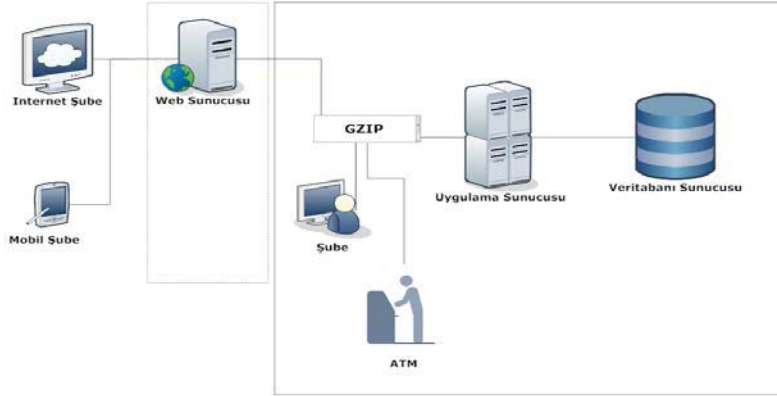 Internet Şube
Web Sunucusu
GZIP
Uygulama Sunucusu
Veritabanı Sunucusu
Mobil Şube
Şube
ATM